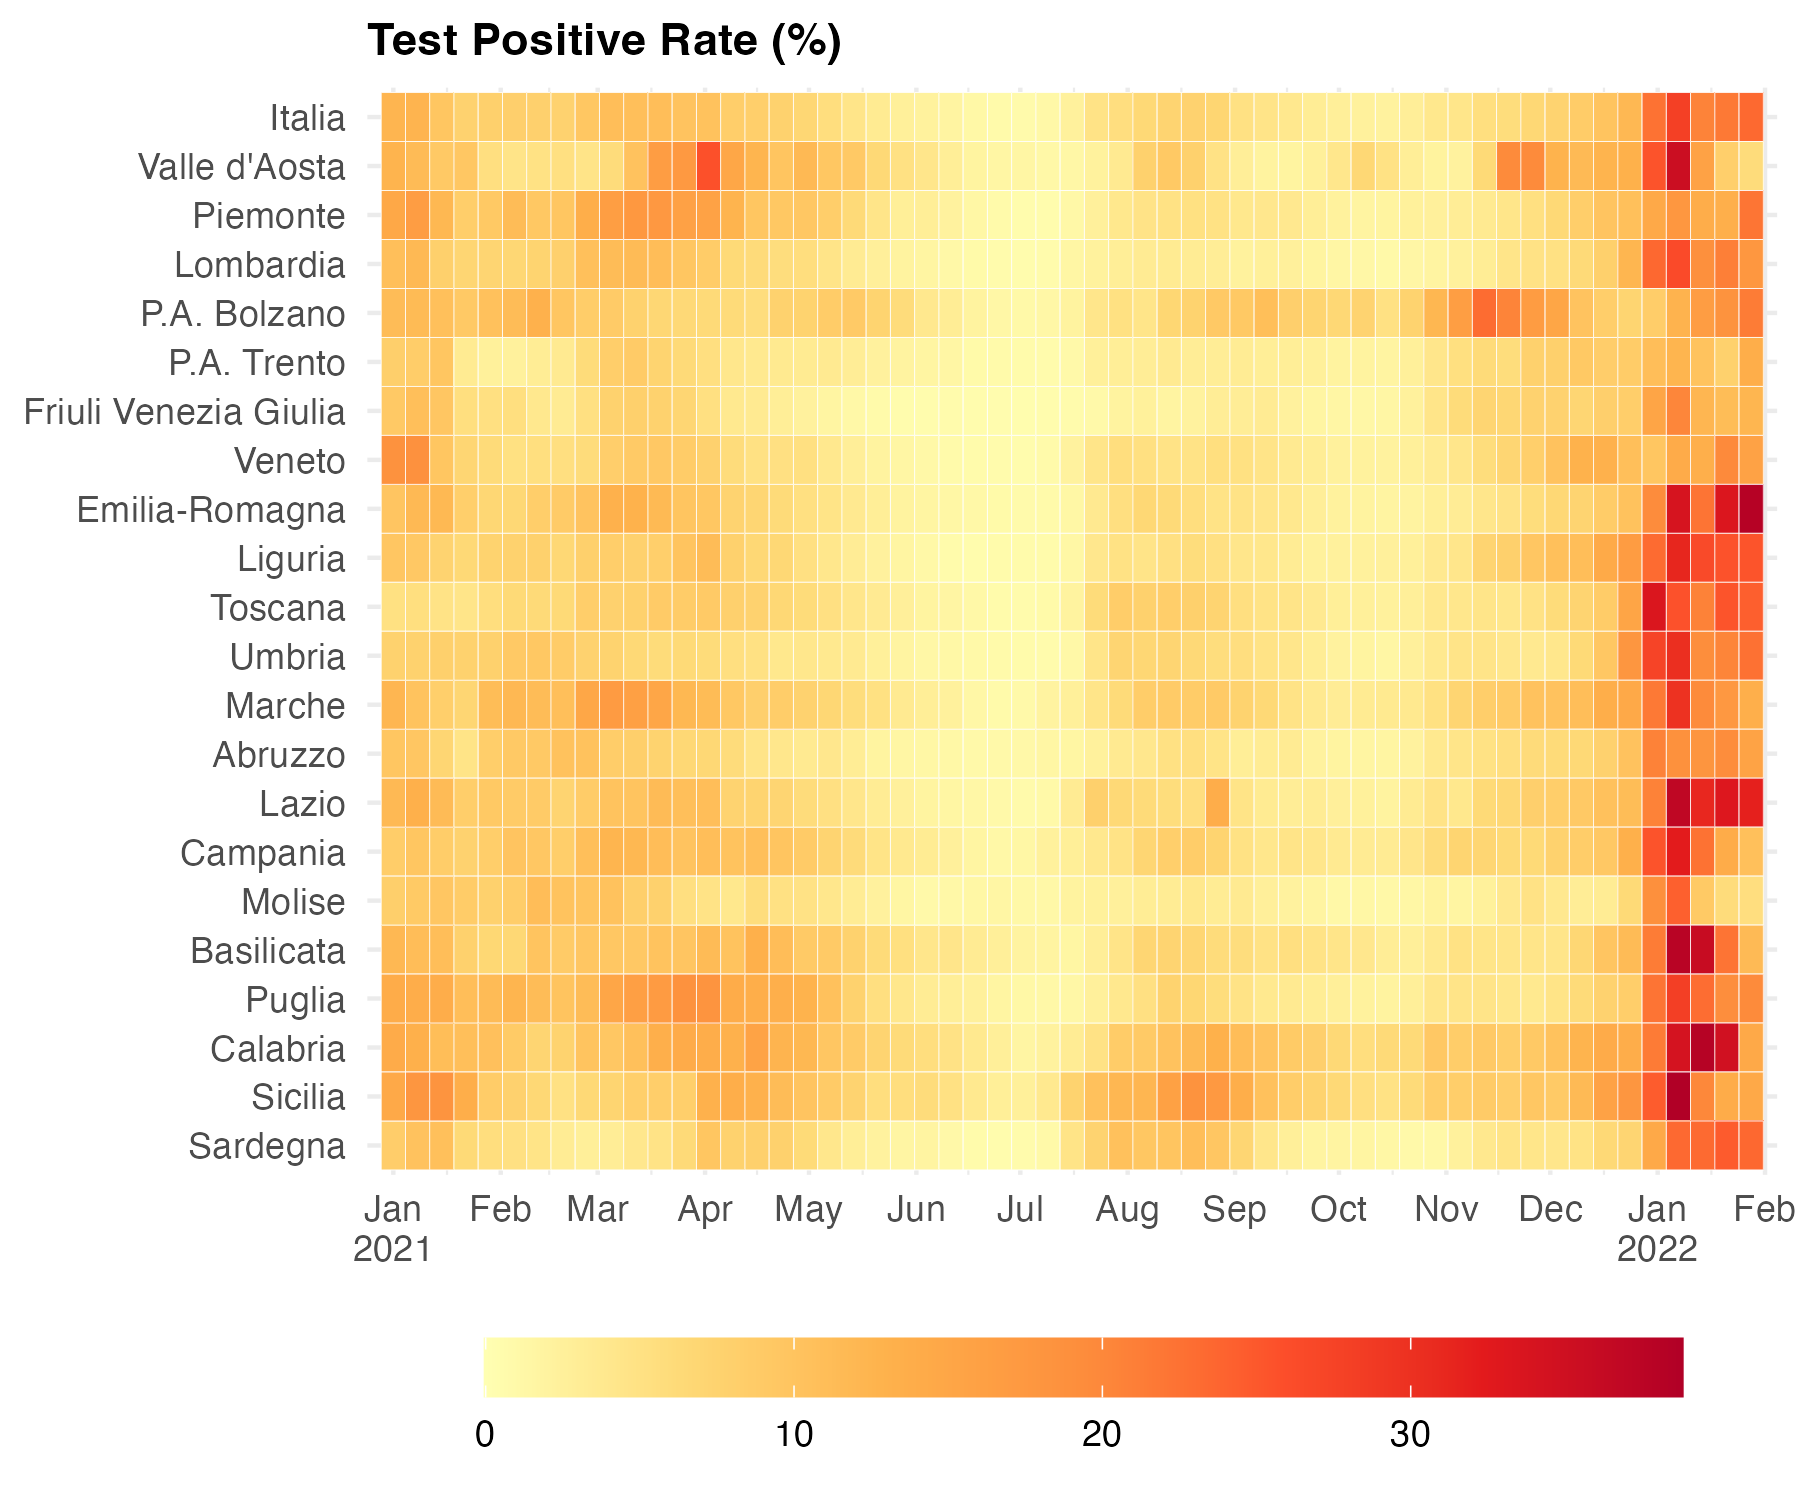 Test Positive Rate (%)
Italia
Valle d'Aosta
Piemonte
Lombardia
P.A. Bolzano
P.A. Trento
Friuli Venezia Giulia
Veneto
Emilia-Romagna
Liguria
Toscana
Umbria
Marche
Abruzzo
Lazio
Campania
Molise
Basilicata
Puglia
Calabria
Sicilia
Sardegna
Jan Feb Mar Apr May Jun Jul Aug Sep Oct Nov Dec Jan Feb
2021 2022
0 10 20 30